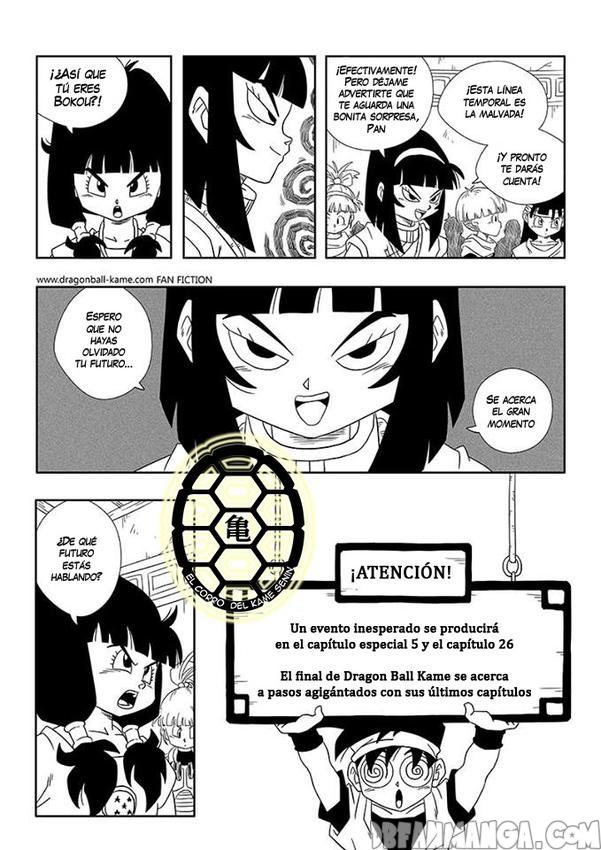 ¡¿Así que
tú eres
Bokou?!
¡Efectivamente!
Pero déjame
advertirte que
te aguarda una
bonita sorpresa,
Pan
¡Esta línea
temporal es
la malvada!
¡Y pronto
te darás
cuenta!
www.dragonball-kame.com FAN FICTION
Espero
que no
hayas
olvidado
tu futuro...
Se acerca
el gran
momento
¿De qué
futuro
estás
hablando?
亀
EL CORRO DEL KAME SENIN
¡ATENCIÓN!
Un evento inesperado se producirá
en el capítulo especial 5 y el capítulo 26
El final de Dragon Ball Kame se acerca
a pasos agigántados con sus últimos capítulos
DBFANMANGA.COM